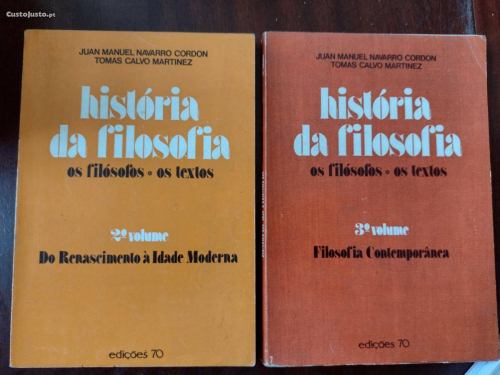 CustoJusto.pt
JUAN MANUEL NAVARRO CORDON
TOMAS CALVO MARTINEZ
história
da filosofia
os filósofos • os textos
2º volume
Do Renascimento à Idade Moderna
edições 70
JUAN MANUEL NAVARRO CORDON
TOMAS CALVO MARTINEZ
história
da filosofia
os filósofos • os textos
3º volume
Filosofia Contemporânea
edições 70